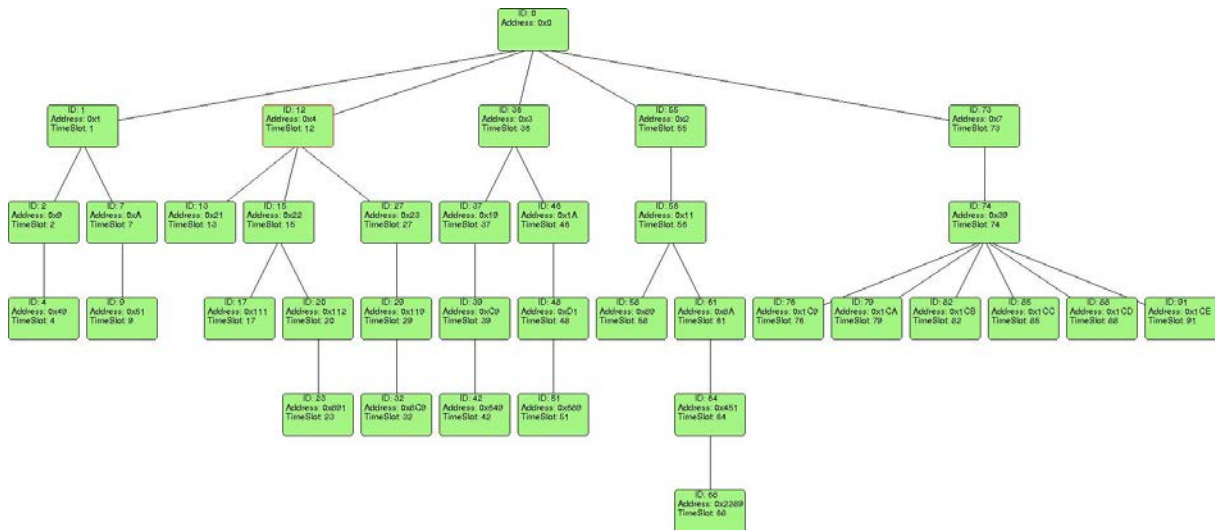 ID: 0
Address: 0x0
ID: 1
Address: 0x1
TimeSlot: 1
ID: 12
Address: 0x4
TimeSlot: 12
ID: 36
Address: 0x3
TimeSlot: 36
ID: 55
Address: 0x2
TimeSlot: 55
ID: 73
Address: 0x7
TimeSlot: 73
ID: 2
Address: 0x9
TimeSlot: 2
ID: 7
Address: 0xA
TimeSlot: 7
ID: 13
Address: 0x21
TimeSlot: 13
ID: 15
Address: 0x22
TimeSlot: 15
ID: 27
Address: 0x23
TimeSlot: 27
ID: 37
Address: 0x19
TimeSlot: 37
ID: 46
Address: 0x1A
TimeSlot: 46
ID: 56
Address: 0x11
TimeSlot: 56
ID: 74
Address: 0x39
TimeSlot: 74
ID: 4
Address: 0x49
TimeSlot: 4
ID: 9
Address: 0x51
TimeSlot: 9
ID: 17
Address: 0x111
TimeSlot: 17
ID: 20
Address: 0x112
TimeSlot: 20
ID: 29
Address: 0x119
TimeSlot: 29
ID: 39
Address: 0xC9
TimeSlot: 39
ID: 48
Address: 0xD1
TimeSlot: 48
ID: 58
Address: 0x89
TimeSlot: 58
ID: 61
Address: 0x8A
TimeSlot: 61
ID: 76
Address: 0x1C9
TimeSlot: 76
ID: 79
Address: 0x1CA
TimeSlot: 79
ID: 82
Address: 0x1CB
TimeSlot: 82
ID: 85
Address: 0x1CC
TimeSlot: 85
ID: 88
Address: 0x1CD
TimeSlot: 88
ID: 91
Address: 0x1CE
TimeSlot: 91
ID: 23
Address: 0x891
TimeSlot: 23
ID: 32
Address: 0x8C9
TimeSlot: 32
ID: 42
Address: 0x649
TimeSlot: 42
ID: 51
Address: 0x689
TimeSlot: 51
ID: 64
Address: 0x451
TimeSlot: 64
ID: 68
Address: 0x2289
TimeSlot: 68